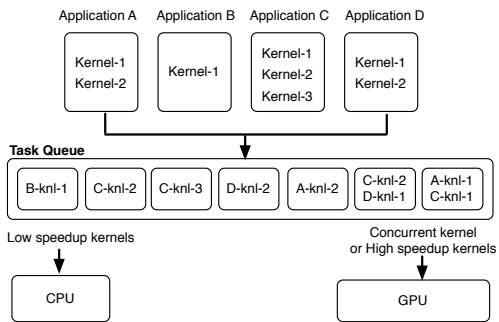 Application A
Application B
Application C
Application D
Kernel-1
Kernel-2
Kernel-1
Kernel-1
Kernel-2
Kernel-3
Kernel-1
Kernel-2
Task Queue
B-knl-1
C-knl-2
C-knl-3
D-knl-2
A-knl-2
C-knl-2
D-knl-1
A-knl-1
C-knl-1
Low speedup kernels
Concurrent kernel
or High speedup kernels
CPU
GPU